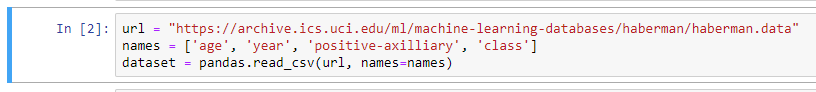 In [2]: url = "https://archive.ics.uci.edu/ml/machine-learning-databases/haberman/haberman.data"
names = ['age', 'year', 'positive-axilliary', 'class']
dataset = pandas.read_csv(url, names=names)